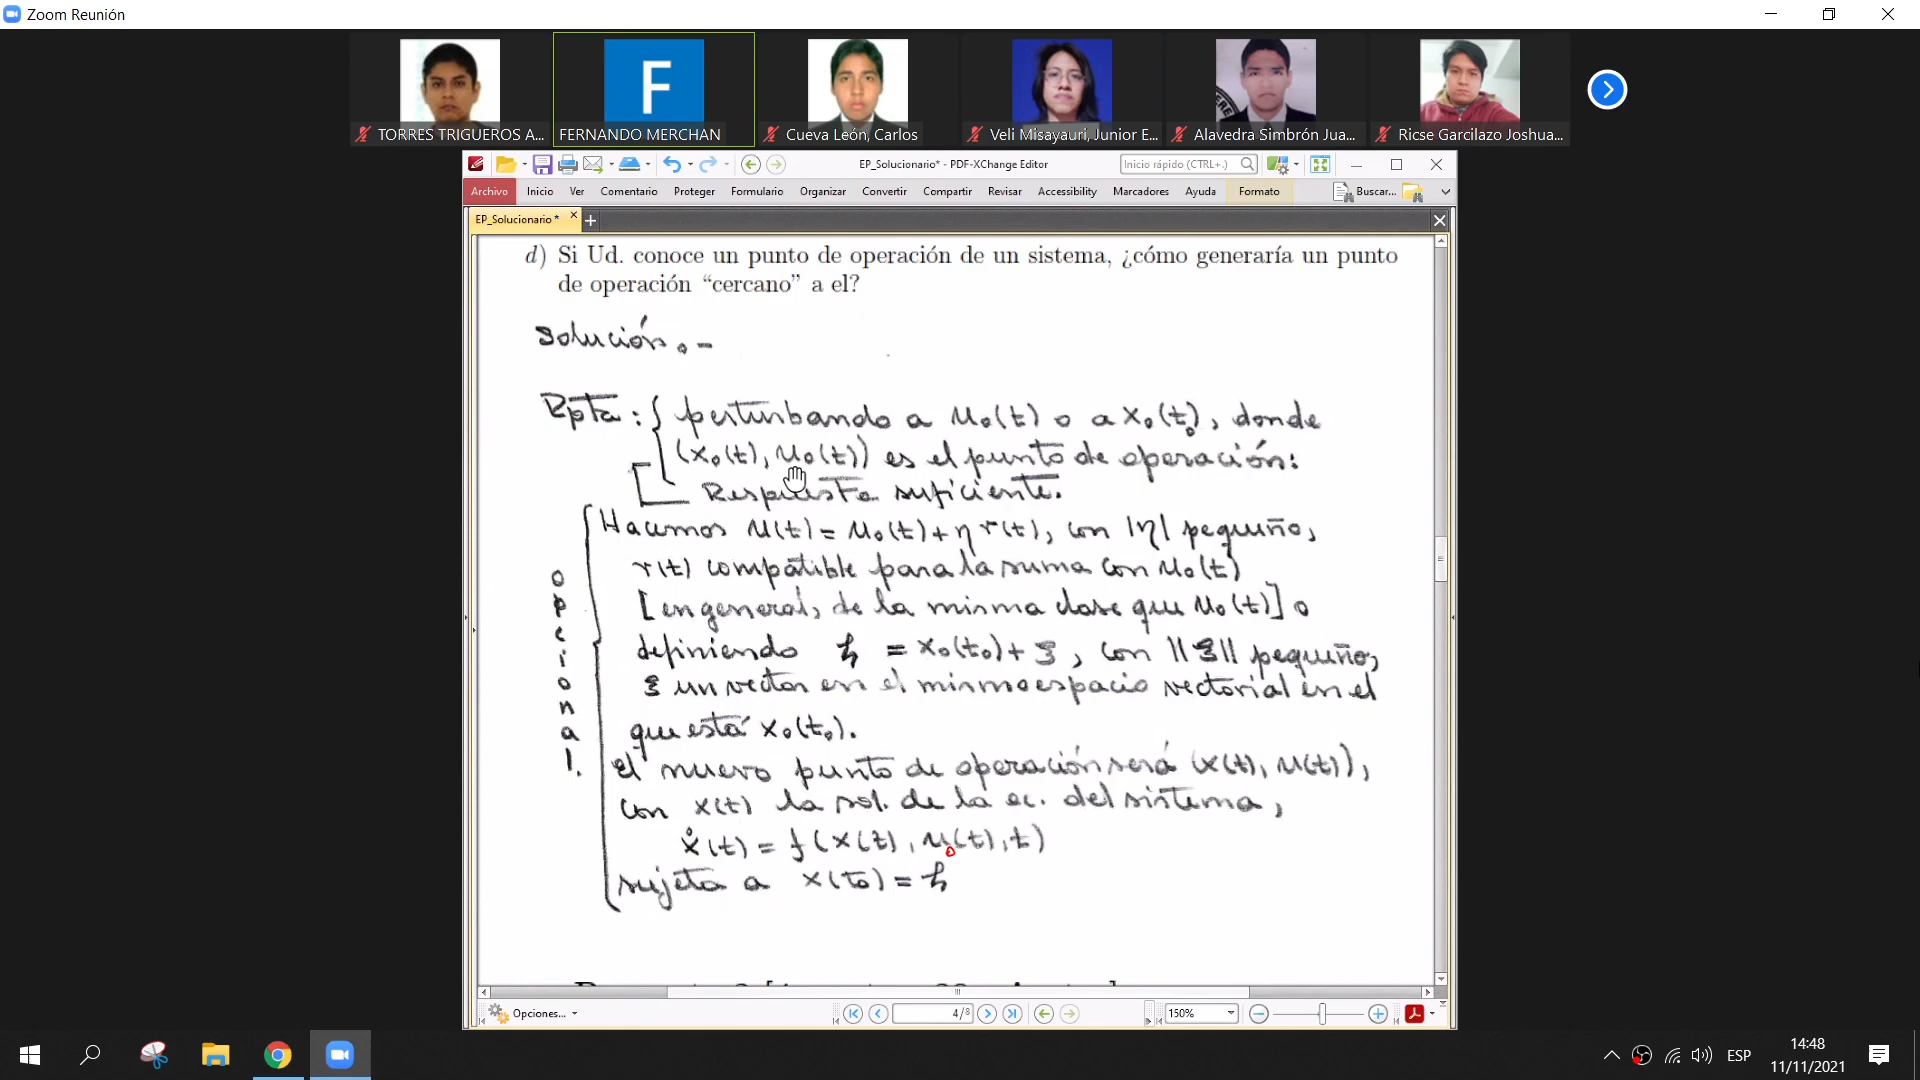 Zoom Reunión
TORRES TRIGUEROS A...
FERNANDO MERCHAN
Cueva León, Carlos
Veli Misayauri, Junior E...
Alavedra Simbrón Jua...
Ricse Garcilazo Joshua...
F
EP_Solucionario* - PDF-XChange Editor
Inicio rápido (CTRL+.)
Archivo Inicio Ver Comentario Proteger Formulario Organizar Convertir Compartir Revisar Accessibility Marcadores Ayuda Formato Buscar...
EP_Solucionario *
d) Si Ud. conoce un punto de operación de un sistema, ¿cómo generaría un punto
de operación “cercano” a el?
Solución.-
Rpta: { perturbando a u₀(t) o a x₀(t₀), donde
(x₀(t), u₀(t)) es el punto de operación:
Respuesta suficiente.
opcional.
Hacemos u(t) = u₀(t) + η r(t), con |η| pequeño,
r(t) compatible para la suma con u₀(t)
[en general, de la misma clase que u₀(t)] o
definiendo h = x₀(t₀) + ξ, con ||ξ|| pequeño,
ξ un vector en el mismo espacio vectorial en el
que está x₀(t₀).
el nuevo punto de operación será (x(t), u(t)),
con x(t) la sol. de la ec. del sistema,
ẋ(t) = f(x(t), u(t), t)
sujeta a x(t₀) = h
4/8
150%
Opciones...
ESP
14:48
11/11/2021